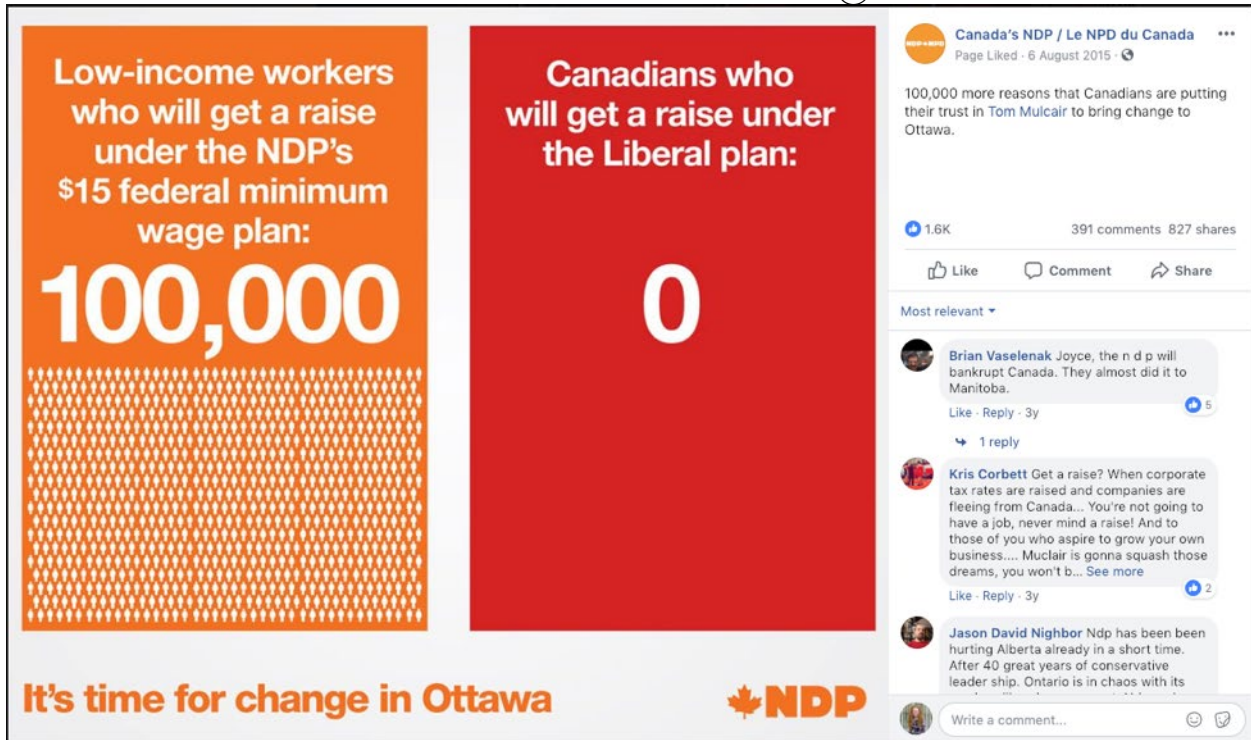 Low-income workers
who will get a raise
under the NDP's
$15 federal minimum
wage plan:
100,000
Canadians who
will get a raise under
the Liberal plan:
0
It's time for change in Ottawa
NDP
NDP NPD
Canada's NDP / Le NPD du Canada
Page Liked · 6 August 2015 ·
100,000 more reasons that Canadians are putting
their trust in Tom Mulcair to bring change to
Ottawa.
1.6K
391 comments 827 shares
Like Comment Share
Most relevant
Brian Vaselenak Joyce, the n d p will
bankrupt Canada. They almost did it to
Manitoba.
5
Like · Reply · 3y
1 reply
Kris Corbett Get a raise? When corporate
tax rates are raised and companies are
fleeing from Canada... You're not going to
have a job, never mind a raise! And to
those of you who aspire to grow your own
business.... Muclair is gonna squash those
dreams, you won't b... See more
2
Like · Reply · 3y
Jason David Nighbor Ndp has been been
hurting Alberta already in a short time.
After 40 great years of conservative
leader ship. Ontario is in chaos with its
Write a comment...